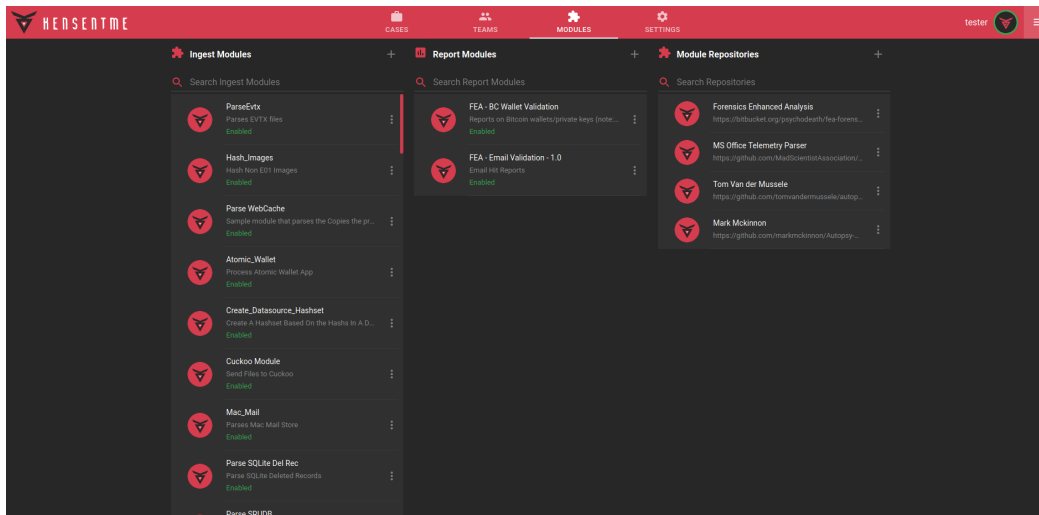 HENSENTME
CASES
TEAMS
MODULES
SETTINGS
tester
Ingest Modules
Search Ingest Modules
ParseEvtx
Parses EVTX files
Enabled
Hash_Images
Hash Non E01 Images
Enabled
Parse WebCache
Sample module that parses the Copies the pr...
Enabled
Atomic_Wallet
Process Atomic Wallet App
Enabled
Create_Datasource_Hashset
Create A Hashset Based On the Hashs In A D...
Enabled
Cuckoo Module
Send Files to Cuckoo
Enabled
Mac_Mail
Parses Mac Mail Store
Enabled
Parse SQLite Del Rec
Parse SQLite Deleted Records
Enabled
Parse SRUDB
Report Modules
Search Report Modules
FEA - BC Wallet Validation
Reports on Bitcoin wallets/private keys (note:...
Enabled
FEA - Email Validation - 1.0
Email Hit Reports
Enabled
Module Repositories
Search Repositories
Forensics Enhanced Analysis
https://bitbucket.org/psychodeath/fea-forens...
MS Office Telemetry Parser
https://github.com/MadScientistAssociation/...
Tom Van der Mussele
https://github.com/tomvandermussele/autop...
Mark Mckinnon
https://github.com/markmckinnon/Autopsy-...